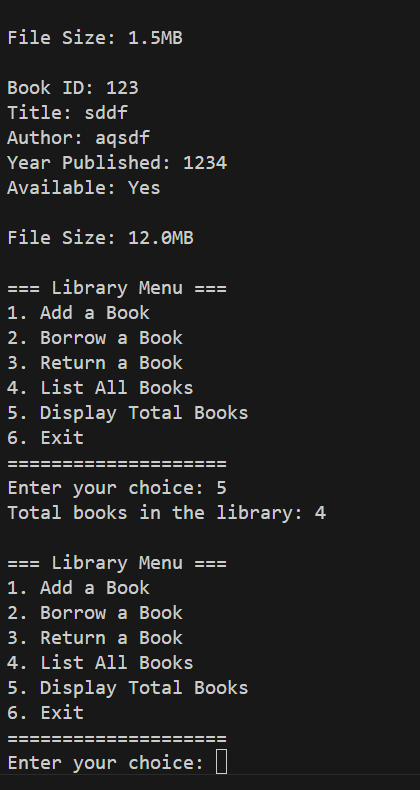 File Size: 1.5MB
Book ID: 123
Title: sddf
Author: aqsdf
Year Published: 1234
Available: Yes
File Size: 12.0MB
=== Library Menu ===
1. Add a Book
2. Borrow a Book
3. Return a Book
4. List All Books
5. Display Total Books
6. Exit
====================
Enter your choice: 5
Total books in the library: 4
=== Library Menu ===
1. Add a Book
2. Borrow a Book
3. Return a Book
4. List All Books
5. Display Total Books
6. Exit
====================
Enter your choice: